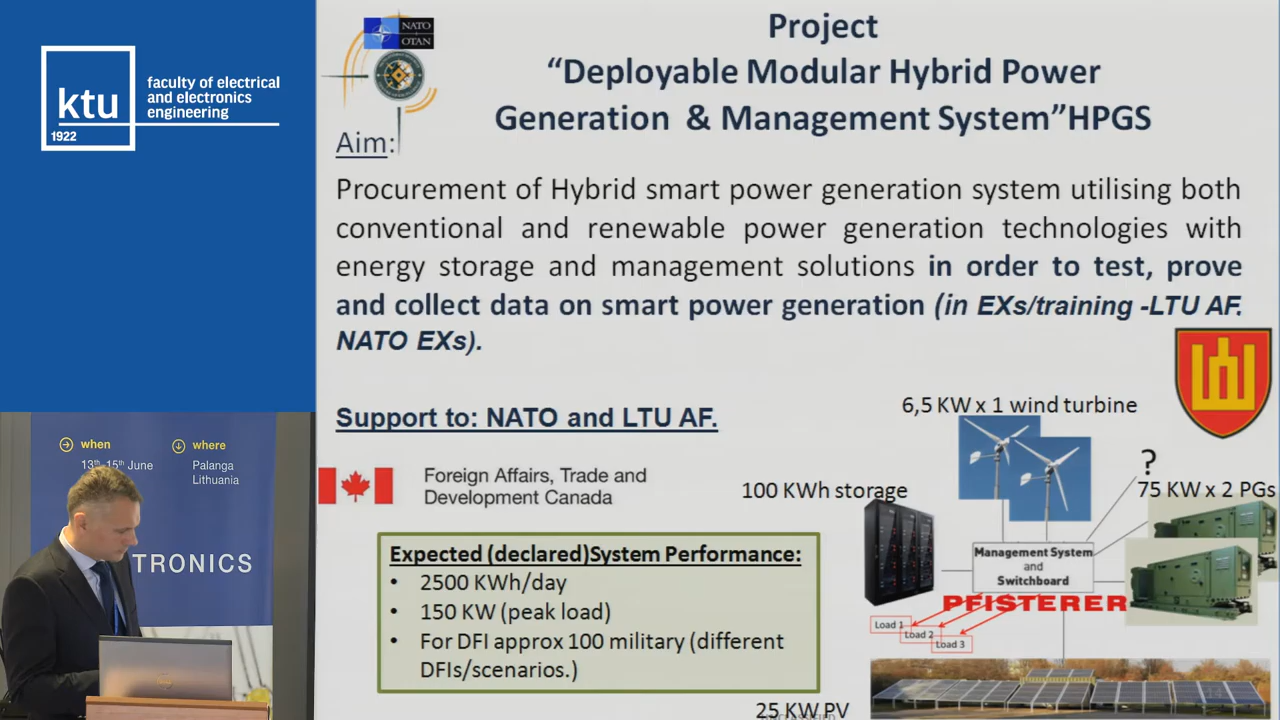 ktu
1922
faculty of electrical
and electronics
engineering
NATO
OTAN
Project
“Deployable Modular Hybrid Power
Generation & Management System”HPGS
Aim:
Procurement of Hybrid smart power generation system utilising both
conventional and renewable power generation technologies with
energy storage and management solutions in order to test, prove
and collect data on smart power generation (in EXs/training -LTU AF.
NATO EXs).
Support to: NATO and LTU AF.
Foreign Affairs, Trade and
Development Canada
Expected (declared)System Performance:
• 2500 KWh/day
• 150 KW (peak load)
• For DFI approx 100 military (different
DFIs/scenarios.)
6,5 KW x 1 wind turbine
?
100 KWh storage
75 KW x 2 PGs
Management System
and
Switchboard
PFISTERER
Load 1
Load 2
Load 3
25 KW PV
when
13th-15th June
where
Palanga
Lithuania
TRONICS